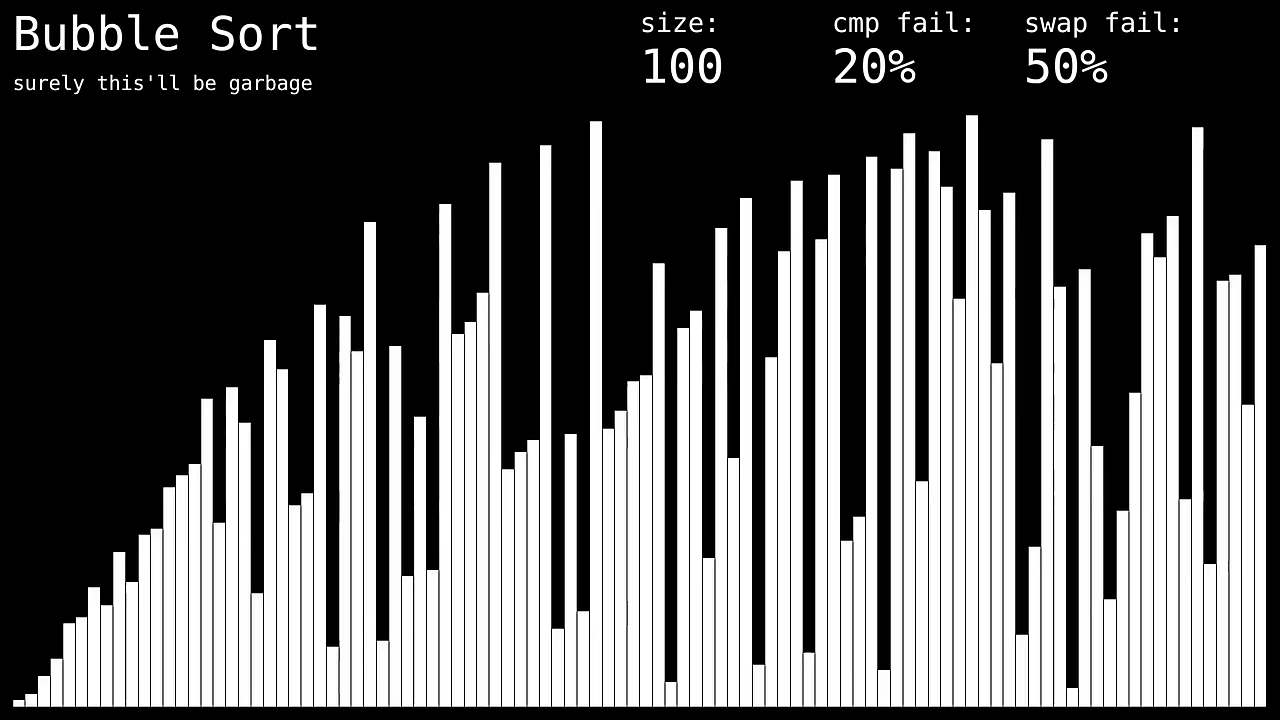 Bubble Sort
surely this'll be garbage
size:
100
cmp fail:
20%
swap fail:
50%